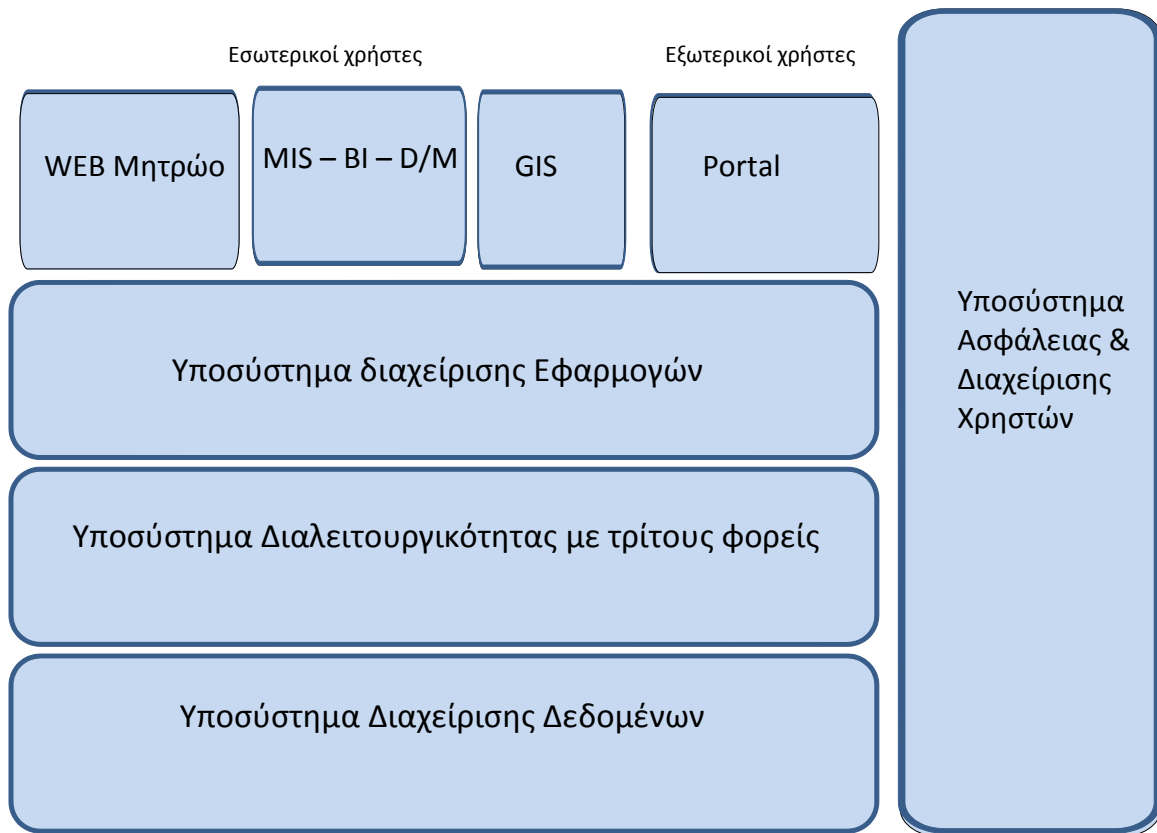 Εσωτερικοί χρήστες
Εξωτερικοί χρήστες
WEB Μητρώο
MIS – BI – D/M
GIS
Portal
Υποσύστημα διαχείρισης Εφαρμογών
Υποσύστημα Διαλειτουργικότητας με τρίτους φορείς
Υποσύστημα Διαχείρισης Δεδομένων
Υποσύστημα
Ασφάλειας &
Διαχείρισης
Χρηστών